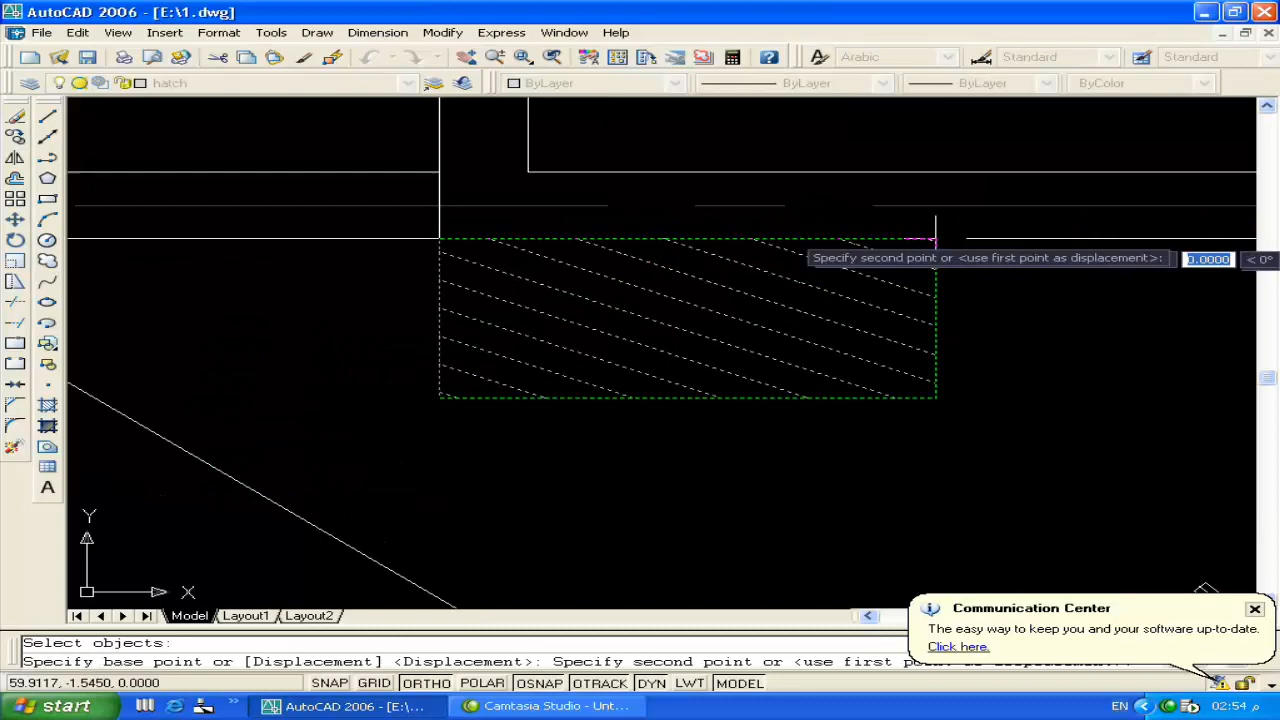 AutoCAD 2006 - [E:\1.dwg]
File Edit View Insert Format Tools Draw Dimension Modify Express Window Help
Arabic Standard Standard
hatch ByLayer ByLayer ByLayer ByColor
Specify second point or <use first point as displacement>: 0.0000 < 0°
A
Y
X
Model Layout1 Layout2
Communication Center
The easy way to keep you and your software up-to-date.
Click here.
Select objects:
Specify base point or [Displacement] <Displacement>: Specify second point or <use first
59.9117, -1.5450, 0.0000 SNAP GRID ORTHO POLAR OSNAP OTRACK DYN LWT MODEL
start AutoCAD 2006 - [E:\... Camtasia Studio - Unt... EN 02:54 م